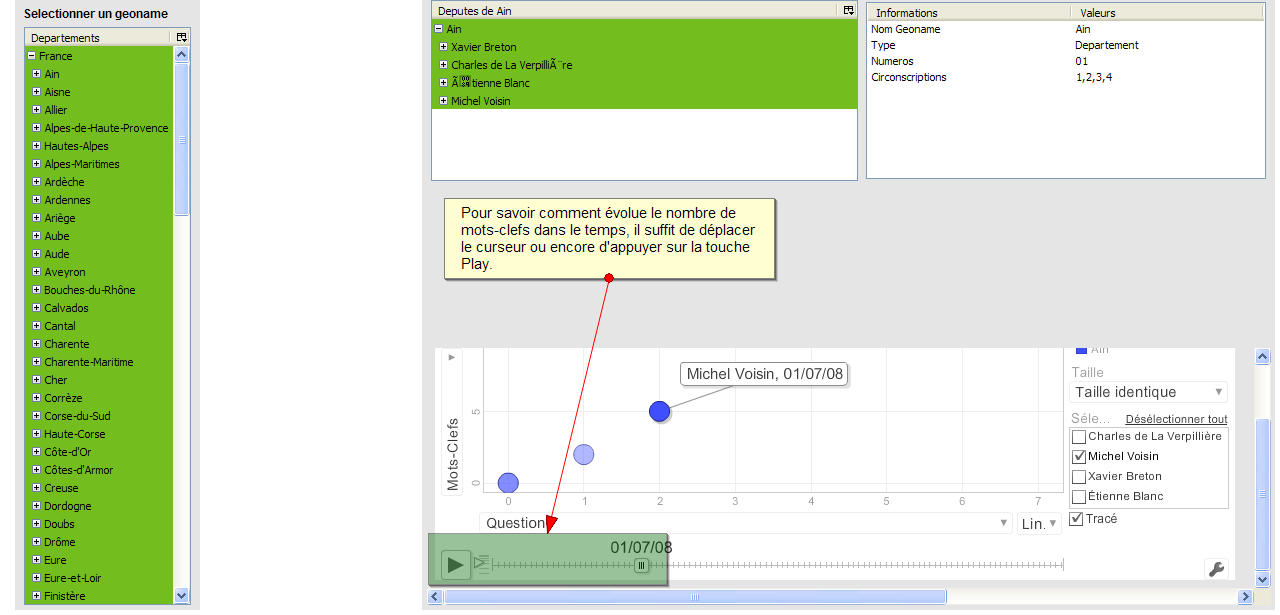 Selectionner un geoname
Departements
France
Ain
Aisne
Allier
Alpes-de-Haute-Provence
Hautes-Alpes
Alpes-Maritimes
Ardèche
Ardennes
Ariège
Aube
Aude
Aveyron
Bouches-du-Rhône
Calvados
Cantal
Charente
Charente-Maritime
Cher
Corrèze
Corse-du-Sud
Haute-Corse
Côte-d'Or
Côtes-d'Armor
Creuse
Dordogne
Doubs
Drôme
Eure
Eure-et-Loir
Finistère
Deputes de Ain
Ain
Xavier Breton
Charles de La VerpilliÃ¨re
tienne Blanc
Michel Voisin
Informations Valeurs
Nom Geoname Ain
Type Departement
Numeros 01
Circonscriptions 1,2,3,4
Pour savoir comment évolue le nombre de
mots-clefs dans le temps, il suffit de déplacer
le curseur ou encore d'appuyer sur la touche
Play.
Mots-Clefs
5
0
Michel Voisin, 01/07/08
0 1 2 3 4 5 6 7
Question
Lin.
01/07/08
Ain
Taille
Taille identique
Séle... Désélectionner tout
Charles de La Verpillière
Michel Voisin
Xavier Breton
Étienne Blanc
Tracé